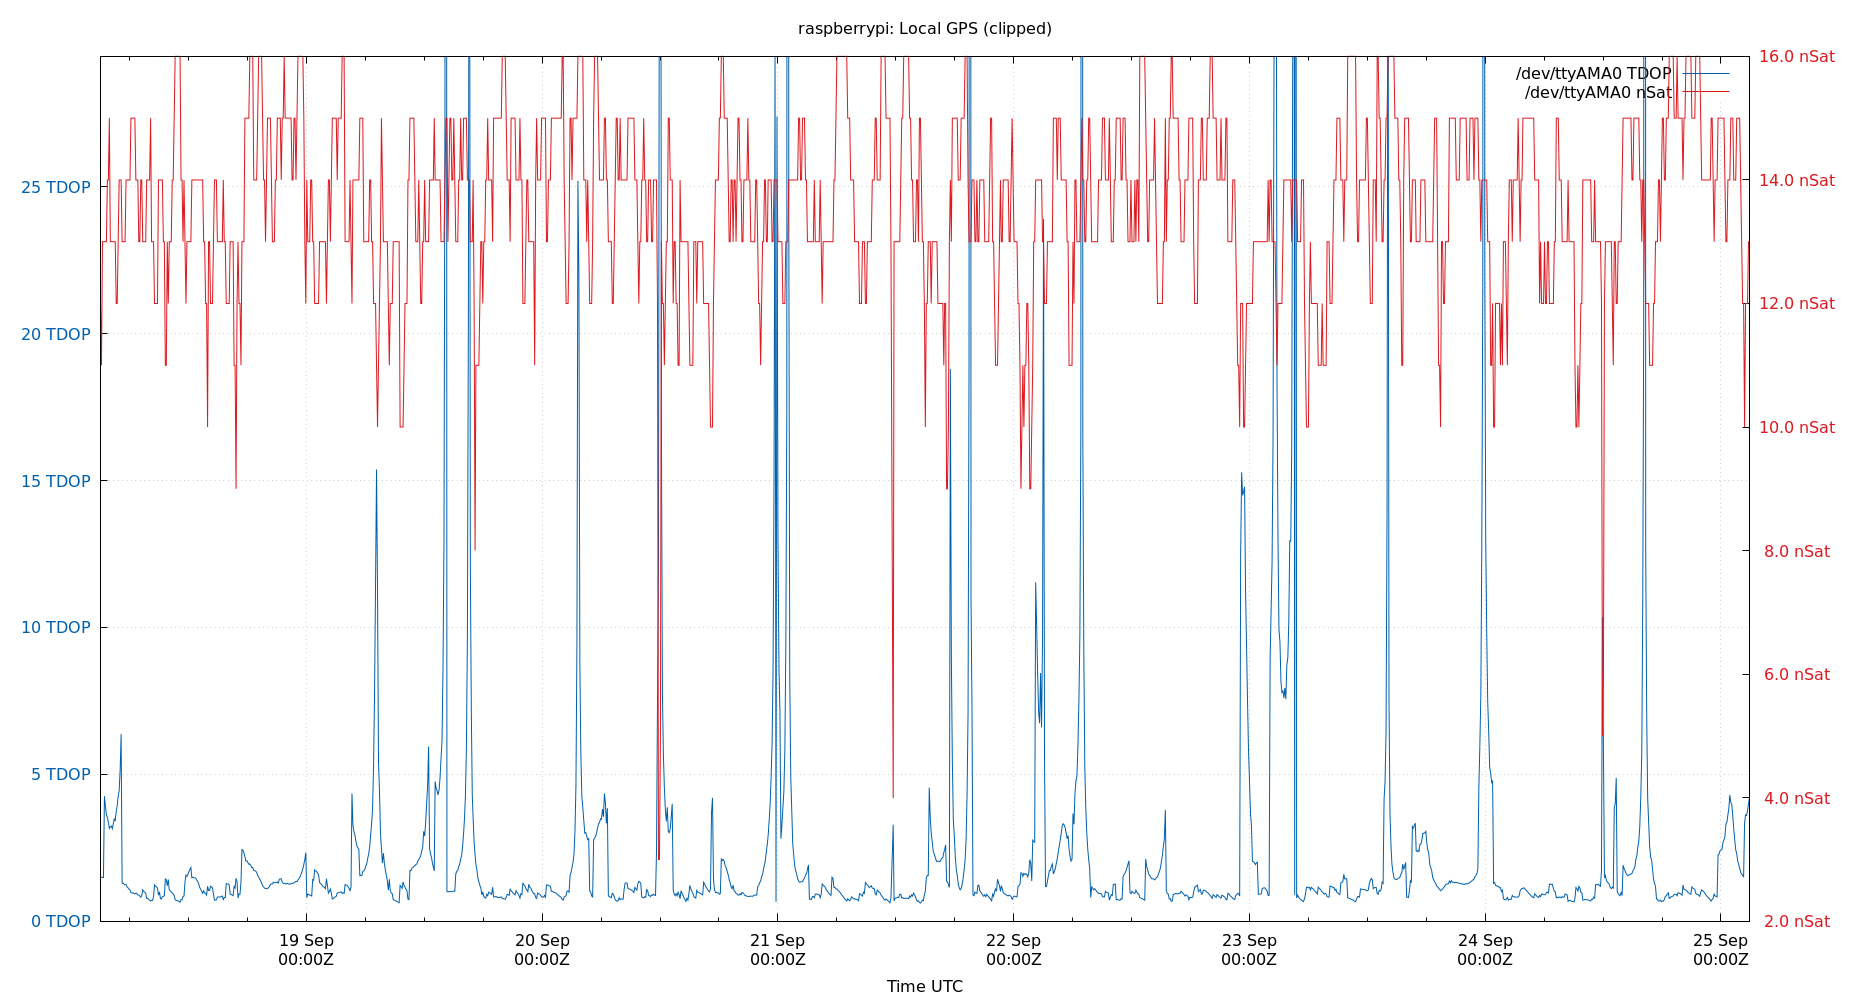 raspberrypi: Local GPS (clipped)
/dev/ttyAMA0 TDOP
/dev/ttyAMA0 nSat
25 TDOP
20 TDOP
15 TDOP
10 TDOP
5 TDOP
0 TDOP
16.0 nSat
14.0 nSat
12.0 nSat
10.0 nSat
8.0 nSat
6.0 nSat
4.0 nSat
2.0 nSat
19 Sep
00:00Z
20 Sep
00:00Z
21 Sep
00:00Z
22 Sep
00:00Z
23 Sep
00:00Z
24 Sep
00:00Z
25 Sep
00:00Z
Time UTC